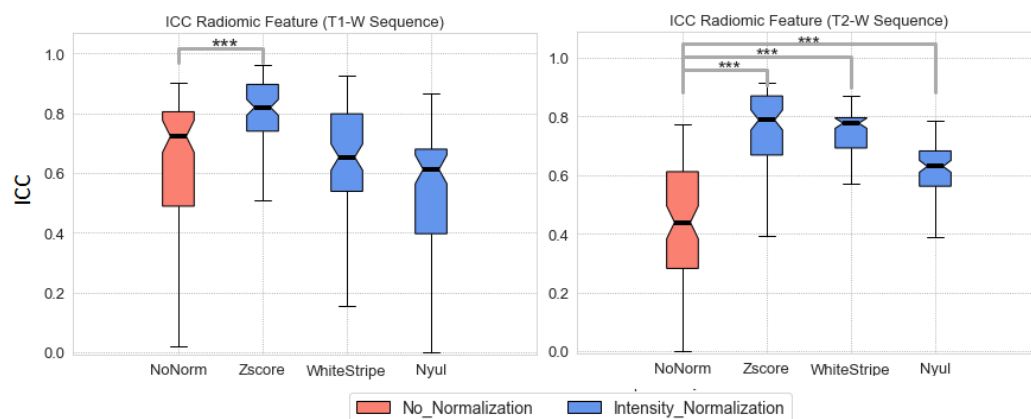 ICC Radiomic Feature (T1-W Sequence)
ICC
1.0
0.8
0.6
0.4
0.2
0.0
***
NoNorm Zscore WhiteStripe Nyul
ICC Radiomic Feature (T2-W Sequence)
1.0
0.8
0.6
0.4
0.2
0.0
***
***
***
NoNorm Zscore WhiteStripe Nyul
No_Normalization Intensity_Normalization